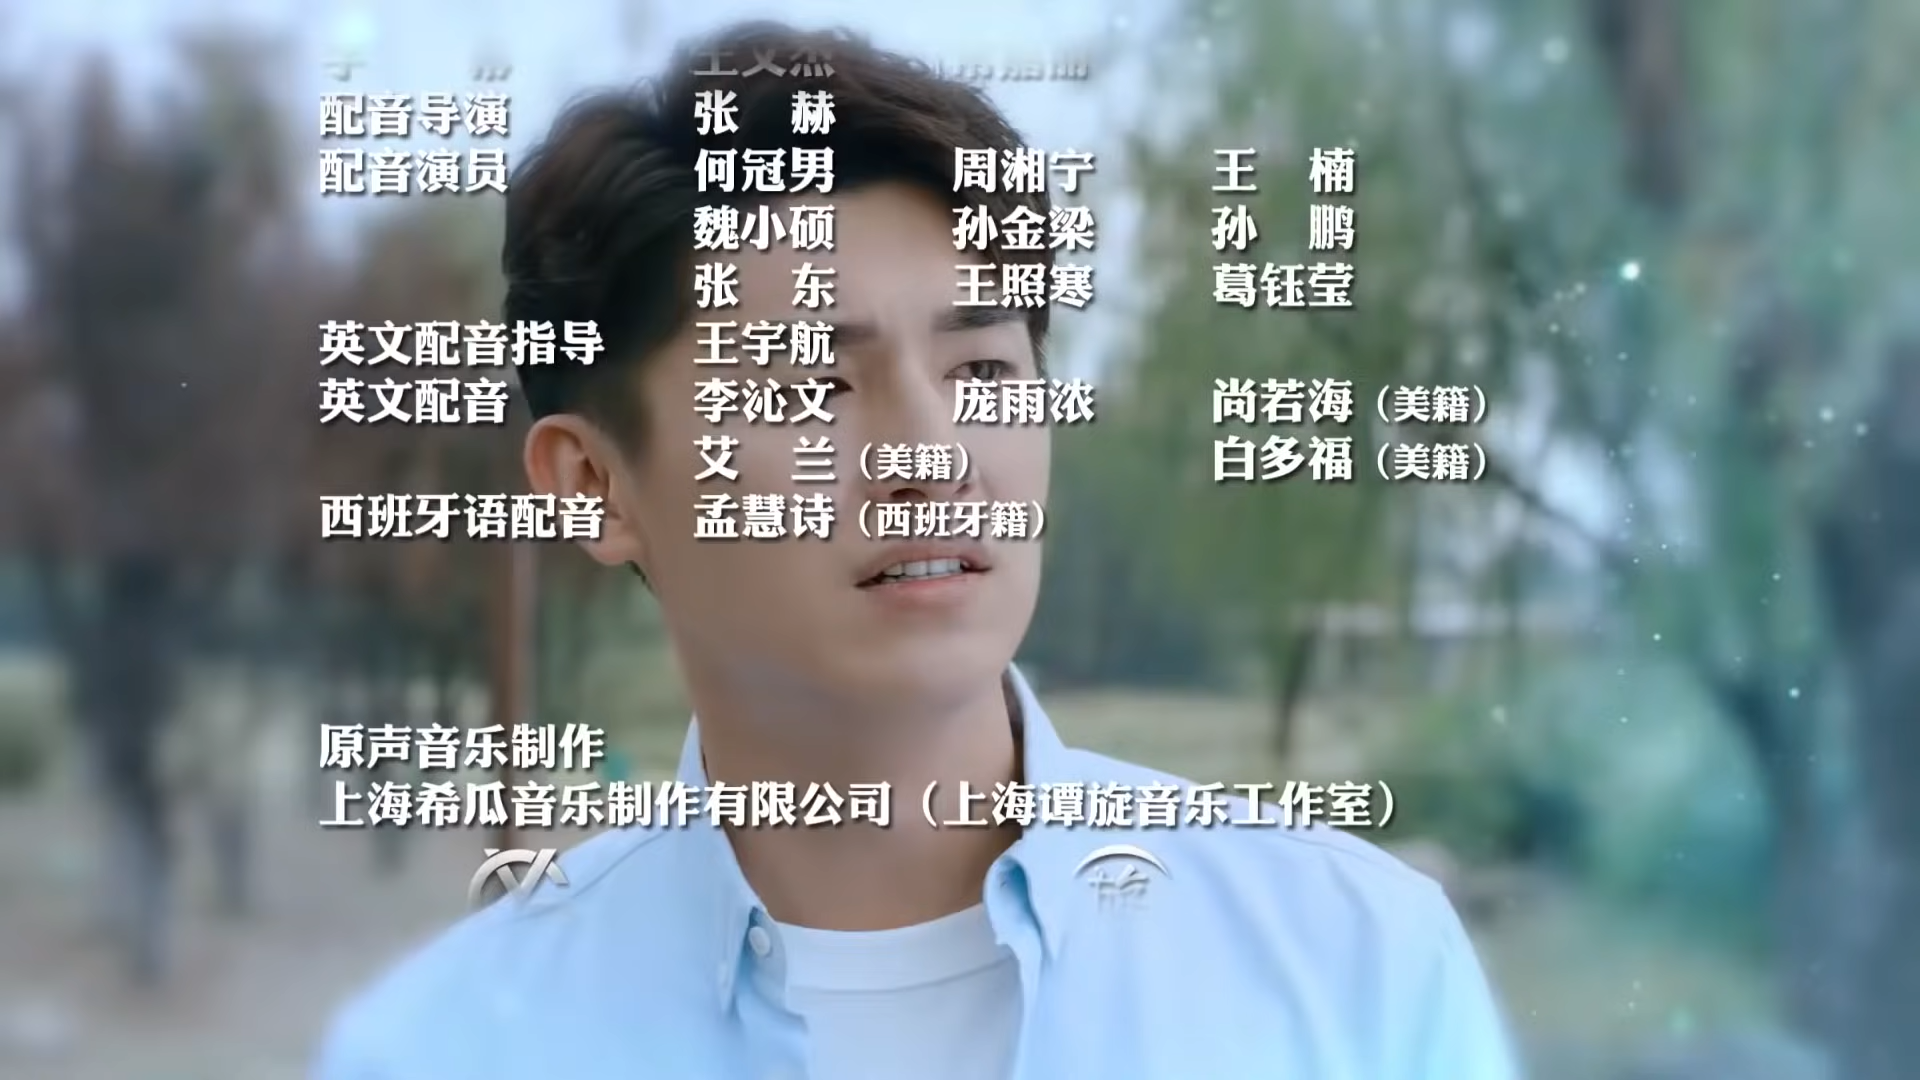 王文杰
配音导演 张 赫
配音演员 何冠男 周湘宁 王 楠
魏小硕 孙金梁 孙 鹏
张 东 王照寒 葛钰莹
英文配音指导 王宇航
英文配音 李沁文 庞雨浓 尚若海（美籍）
艾 兰（美籍） 白多福（美籍）
西班牙语配音 孟慧诗（西班牙籍）
原声音乐制作
上海希瓜音乐制作有限公司（上海谭旋音乐工作室）